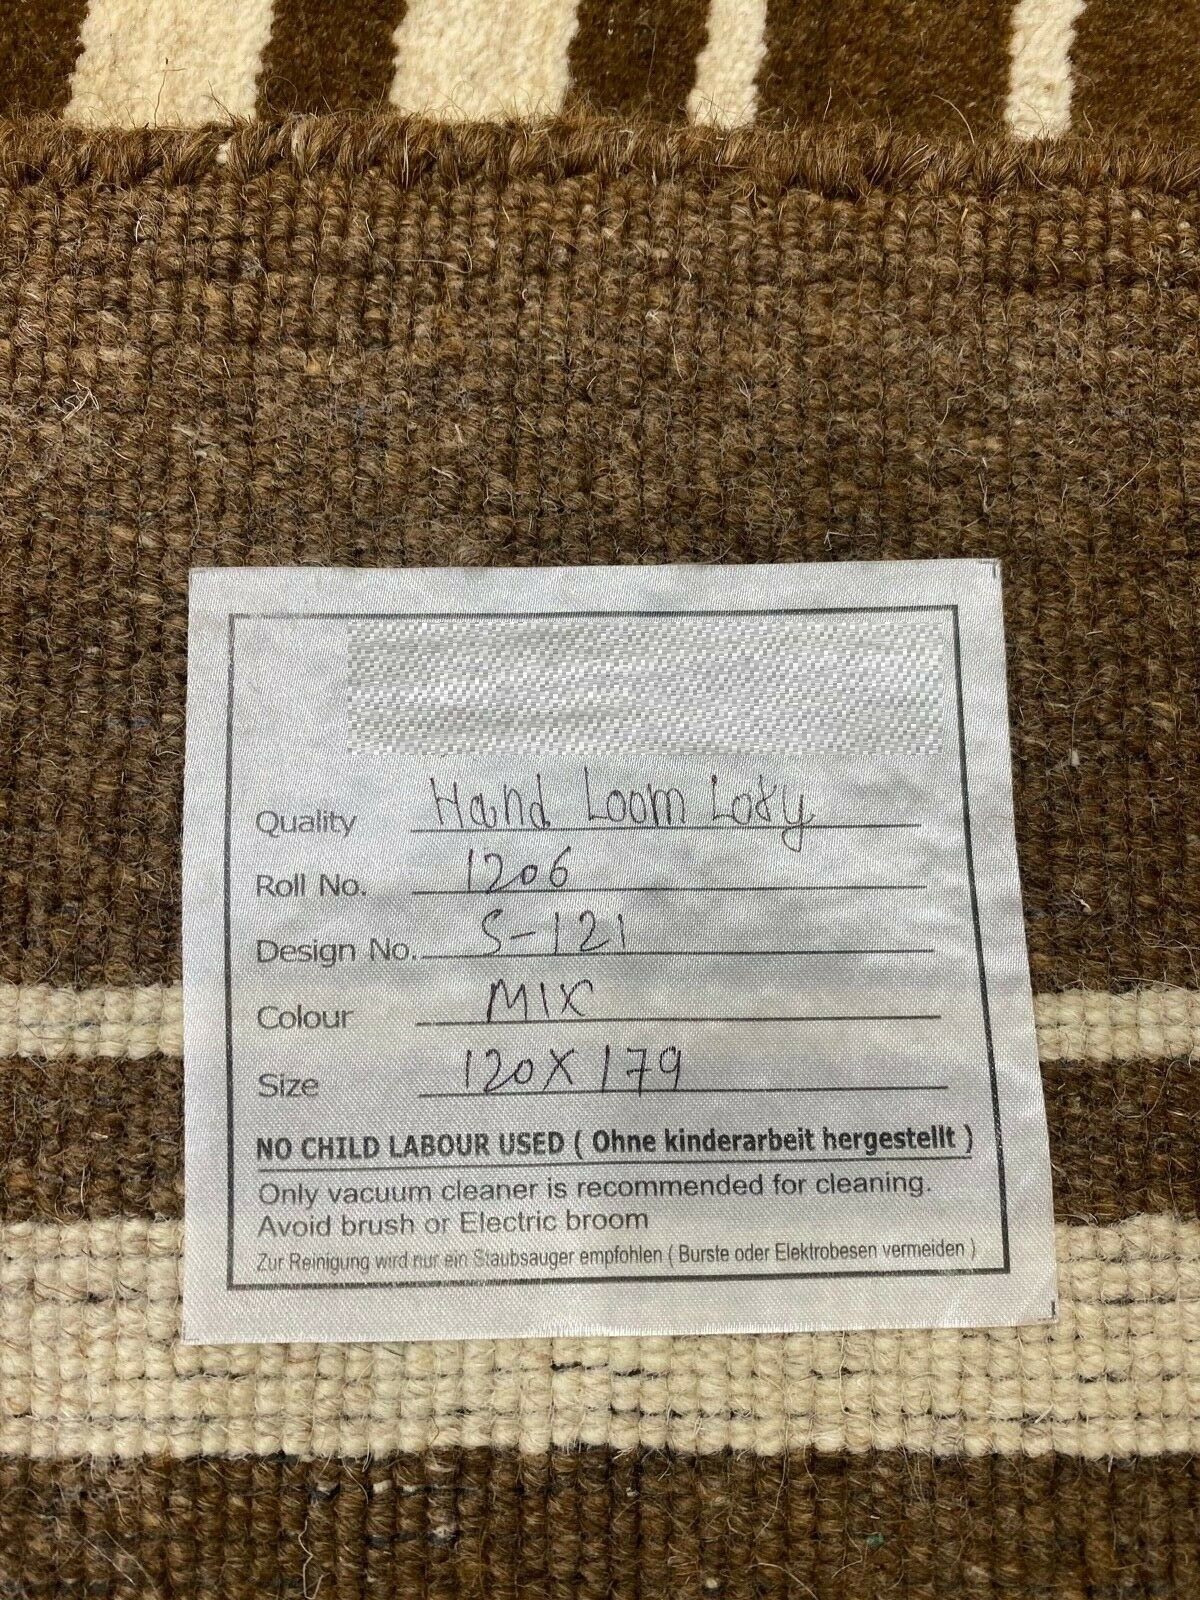 Quality Hand Loom Lory
Roll No. 1206
Design No. S-121
Colour MIX
Size 120X179
NO CHILD LABOUR USED ( Ohne kinderarbeit hergestellt )
Only vacuum cleaner is recommended for cleaning.
Avoid brush or Electric broom
Zur Reinigung wird nur ein Staubsauger empfohlen ( Burste oder Elektrobesen vermeiden )